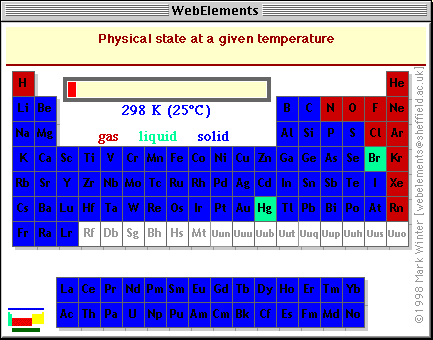 WebElements
Physical state at a given temperature
H He
298 K (25°C)
Li Be B C N O F Ne
gas liquid solid
Na Mg Al Si P S Cl Ar
K Ca Sc Ti V Cr Mn Fe Co Ni Cu Zn Ga Ge As Se Br Kr
Rb Sr Y Zr Nb Mo Tc Ru Rh Pd Ag Cd In Sn Sb Te I Xe
Cs Ba Lu Hf Ta W Re Os Ir Pt Au Hg Tl Pb Bi Po At Rn
Fr Ra Lr Rf Db Sg Bh Hs Mt Uun Uuu Uub Uut Uuq Uup Uuh Uus Uuo
La Ce Pr Nd Pm Sm Eu Gd Tb Dy Ho Er Tm Yb
Ac Th Pa U Np Pu Am Cm Bk Cf Es Fm Md No
©1998 Mark Winter [webelements@sheffield.ac.uk]